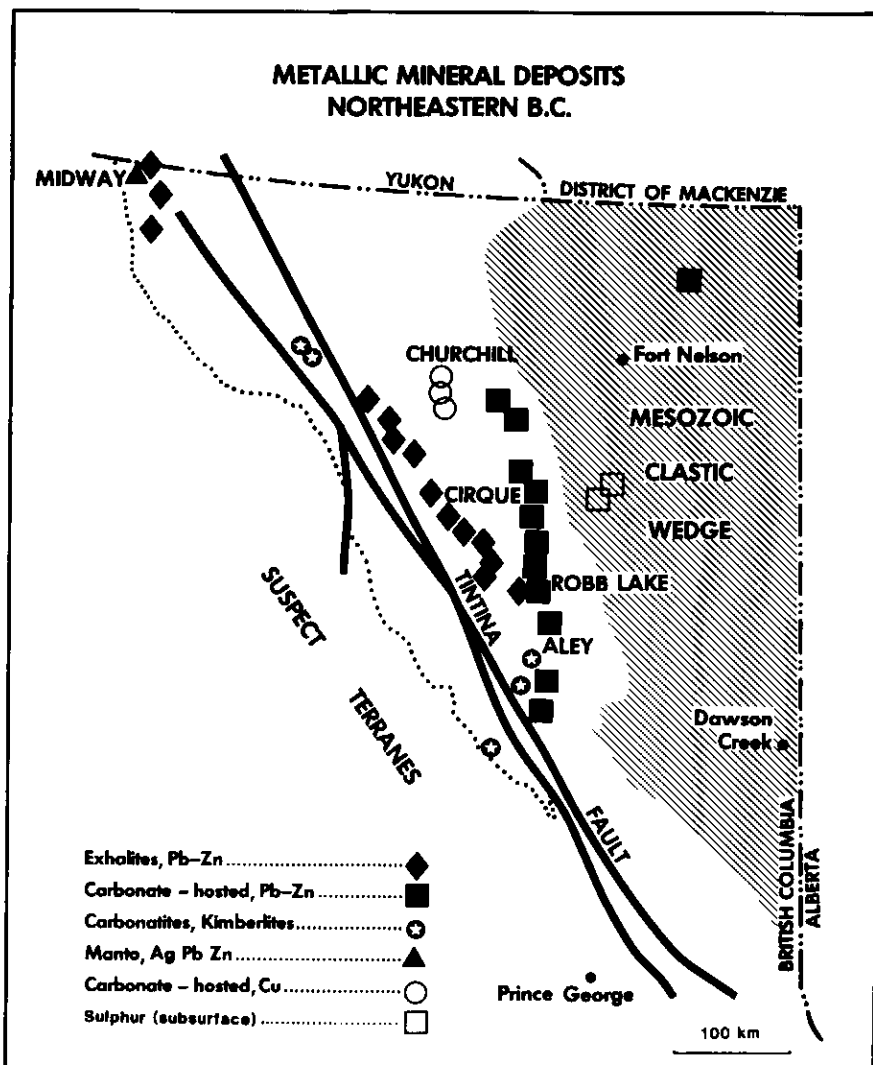 METALLIC MINERAL DEPOSITS
NORTHEASTERN B.C.
MIDWAY
YUKON
DISTRICT OF MACKENZIE
Fort Nelson
CHURCHILL
MESOZOIC
CLASTIC
CIRQUE
WEDGE
ROBB LAKE
TINTINA
SUSPECT
ALEY
TERRANES
Dawson
Creek
FAULT
BRITISH COLUMBIA
ALBERTA
Exhalites, Pb–Zn
Carbonate – hosted, Pb–Zn
Carbonatites, Kimberlites
Manto, Ag Pb Zn
Carbonate – hosted, Cu
Sulphur (subsurface)
Prince George
100 km